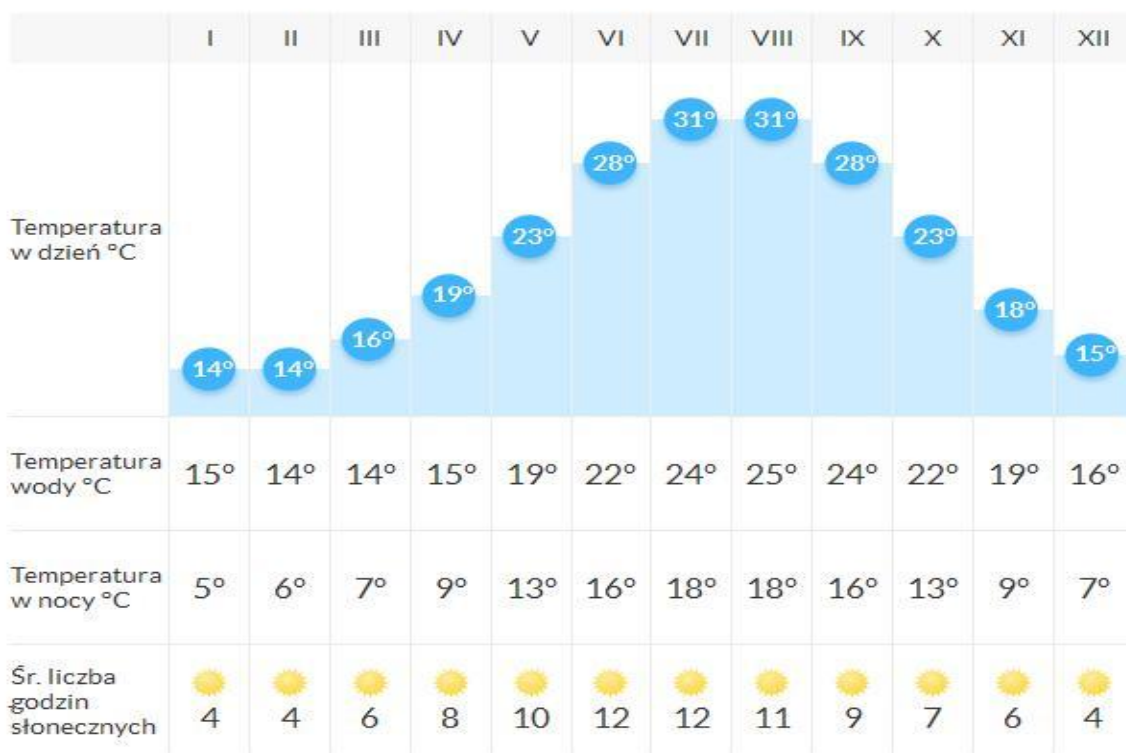 I II III IV V VI VII VIII IX X XI XII
Temperatura
w dzień °C
14° 14° 16° 19° 23° 28° 31° 31° 28° 23° 18° 15°
Temperatura
wody °C
15° 14° 14° 15° 19° 22° 24° 25° 24° 22° 19° 16°
Temperatura
w nocy °C
5° 6° 7° 9° 13° 16° 18° 18° 16° 13° 9° 7°
Śr. liczba
godzin
słonecznych
4 4 6 8 10 12 12 11 9 7 6 4